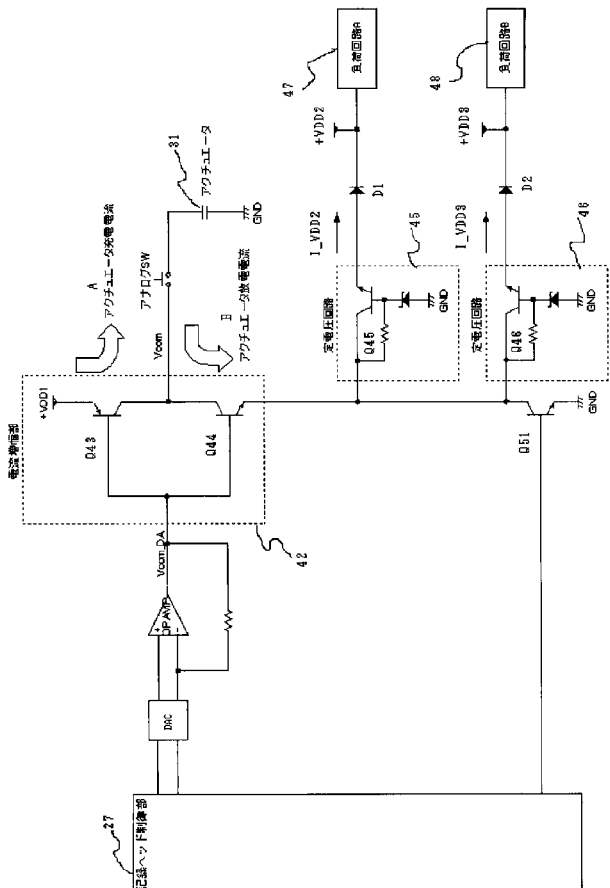 27
記録ヘッド制御部
DAC
OPAMP
+
-
Vcom_DA
42
電流増幅部
+VDD1
Q43
Q44
A
アクチュエータ充電電流
Vcom
アナログSW
B
アクチュエータ放電電流
31
アクチュエータ
GND
定電圧回路
Q45
GND
45
I_VDD2
D1
+VDD2
47
負荷回路A
定電圧回路
Q46
GND
46
I_VDD3
D2
+VDD3
48
負荷回路B
Q51
GND